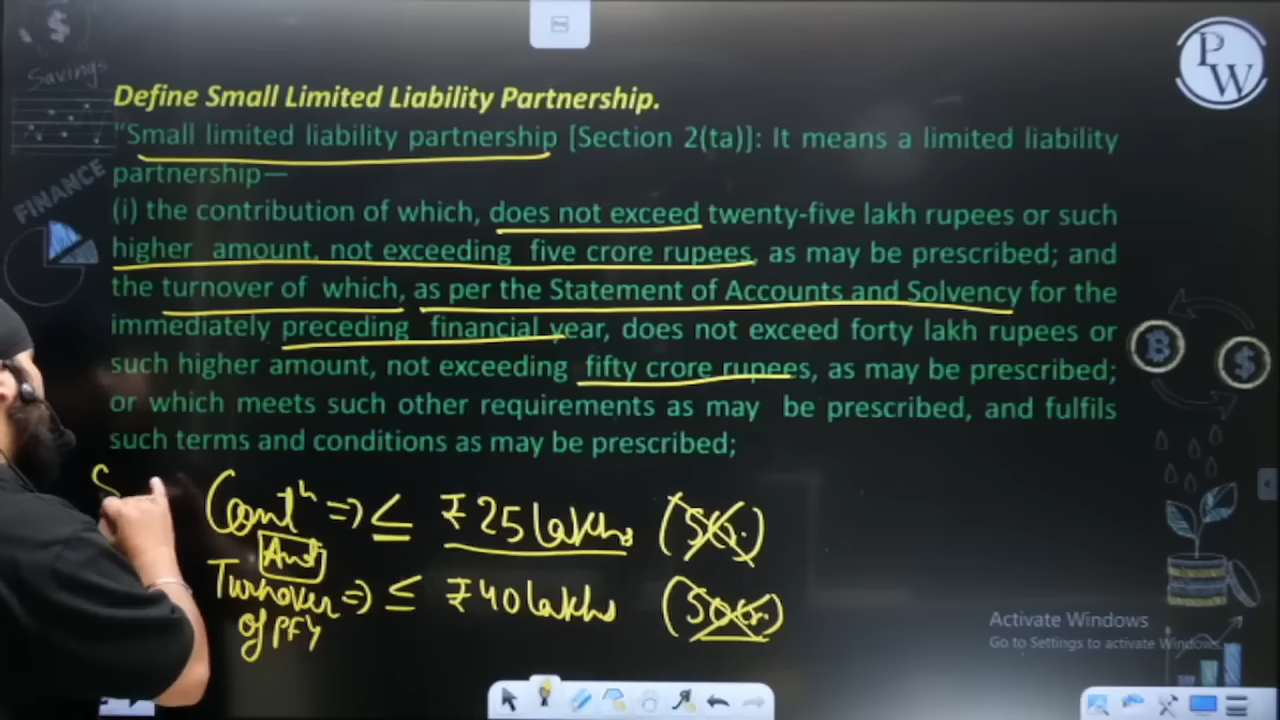 PW
Savings
FINANCE
Define Small Limited Liability Partnership.
"Small limited liability partnership [Section 2(ta)]: It means a limited liability
partnership—
(i) the contribution of which, does not exceed twenty-five lakh rupees or such
higher amount, not exceeding five crore rupees, as may be prescribed; and
the turnover of which, as per the Statement of Accounts and Solvency for the
immediately preceding financial year, does not exceed forty lakh rupees or
such higher amount, not exceeding fifty crore rupees, as may be prescribed;
or which meets such other requirements as may be prescribed, and fulfils
such terms and conditions as may be prescribed;
S
Contn => ≤ ₹25 lakhs (5Cr.)
And
Turnover => ≤ ₹40 lakhs (50Cr.)
of PFY
Activate Windows
Go to Settings to activate Windows.